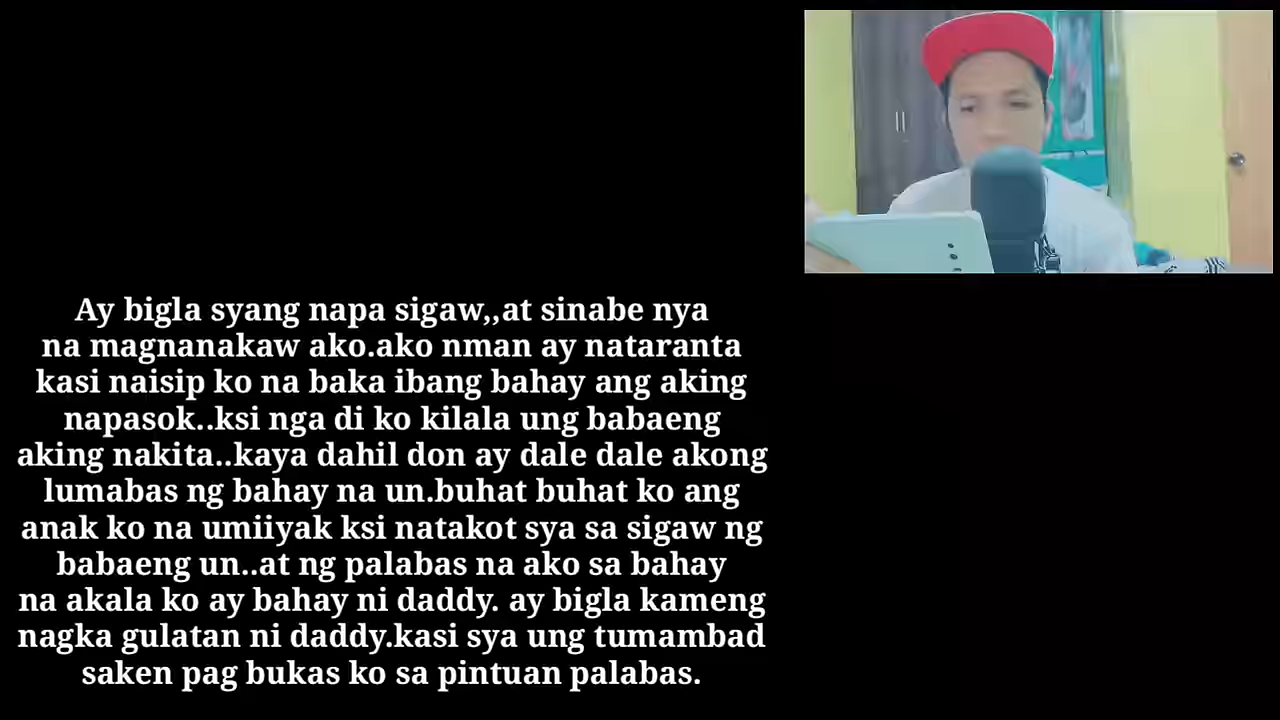 Ay bigla syang napa sigaw,,at sinabe nya
na magnanakaw ako.ako nman ay nataranta
kasi naisip ko na baka ibang bahay ang aking
napasok..ksi nga di ko kilala ung babaeng
aking nakita..kaya dahil don ay dale dale akong
lumabas ng bahay na un.buhat buhat ko ang
anak ko na umiiyak ksi natakot sya sa sigaw ng
babaeng un..at ng palabas na ako sa bahay
na akala ko ay bahay ni daddy. ay bigla kameng
nagka gulatan ni daddy.kasi sya ung tumambad
saken pag bukas ko sa pintuan palabas.